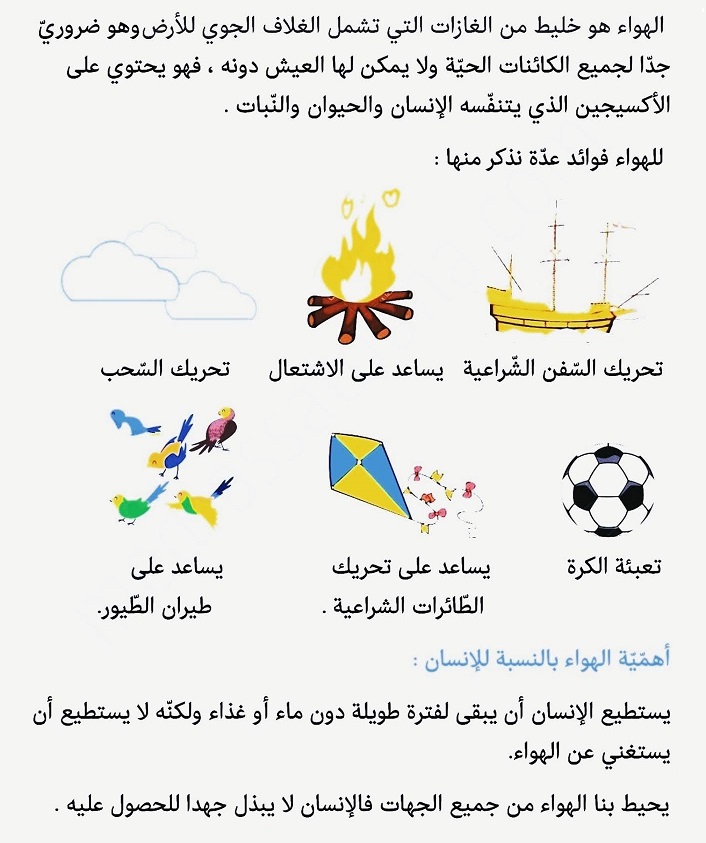 الهواء هو خليط من الغازات التي تشمل الغلاف الجوي للأرض وهو ضروريّ
جدّا لجميع الكائنات الحيّة ولا يمكن لها العيش دونه ، فهو يحتوي على
الأكسيجين الذي يتنفّسه الإنسان والحيوان والنّبات .
للهواء فوائد عدّة نذكر منها :
تحريك السّفن الشّراعية يساعد على الاشتعال تحريك السّحب
تعبئة الكرة يساعد على تحريك يساعد على
الطّائرات الشراعية . طيران الطّيور.
أهمّيّة الهواء بالنسبة للإنسان :
يستطيع الإنسان أن يبقى لفترة طويلة دون ماء أو غذاء ولكنّه لا يستطيع أن
يستغني عن الهواء.
يحيط بنا الهواء من جميع الجهات فالإنسان لا يبذل جهدا للحصول عليه .